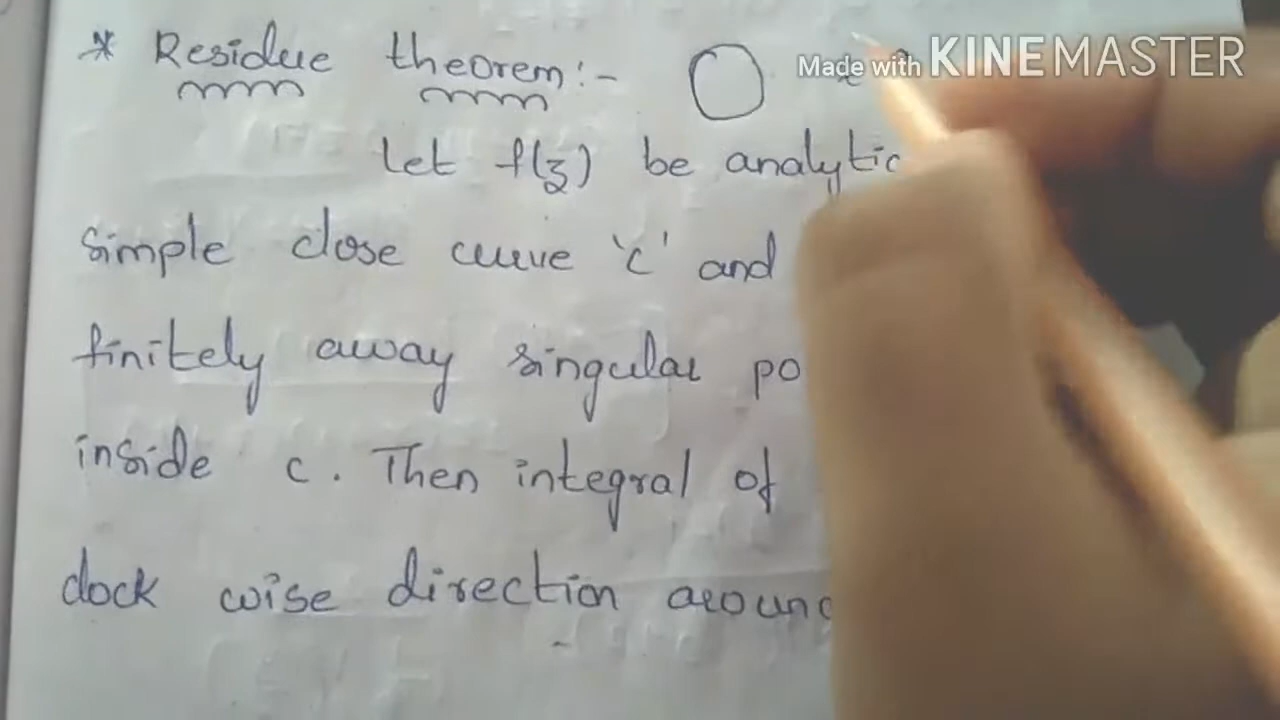 * Residue theorem:-
Made with KINEMASTER
Let f(z) be analytic
simple close curve 'c' and
finitely away singular po
inside c. Then integral of
clock wise direction aroun